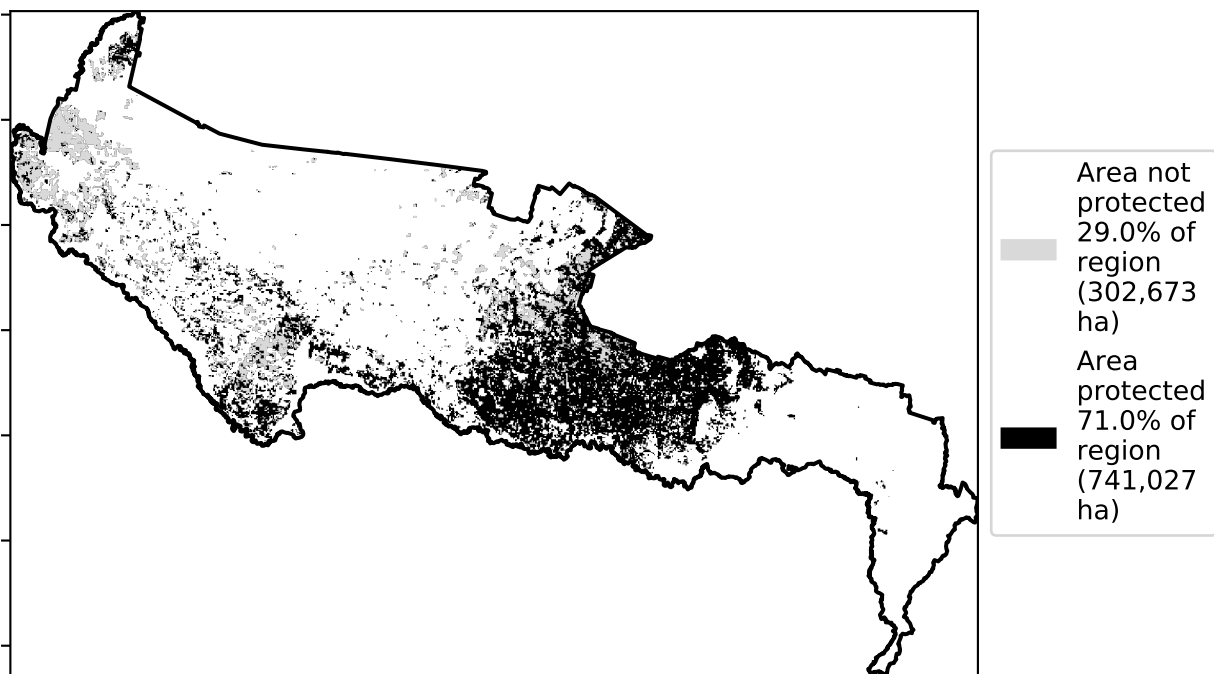 Area not
protected
29.0% of
region
(302,673
ha)
Area
protected
71.0% of
region
(741,027
ha)